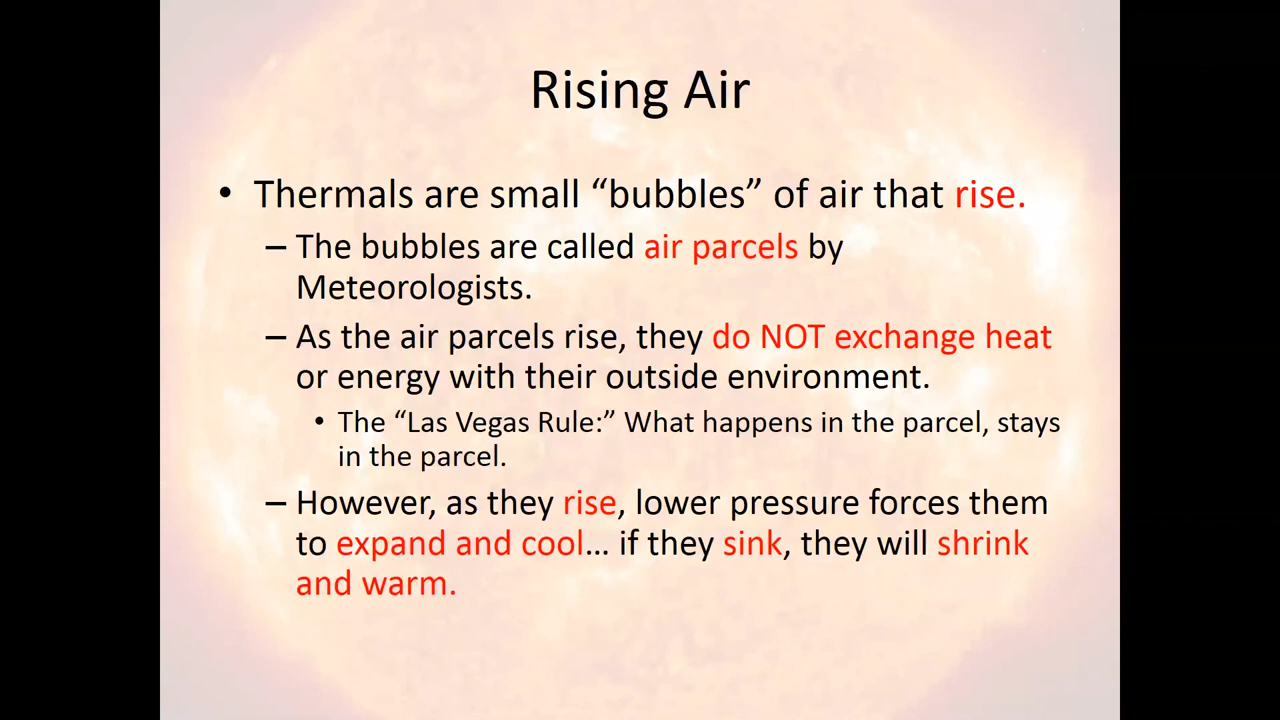 Rising Air
• Thermals are small “bubbles” of air that rise.
– The bubbles are called air parcels by
Meteorologists.
– As the air parcels rise, they do NOT exchange heat
or energy with their outside environment.
• The “Las Vegas Rule:” What happens in the parcel, stays
in the parcel.
– However, as they rise, lower pressure forces them
to expand and cool… if they sink, they will shrink
and warm.